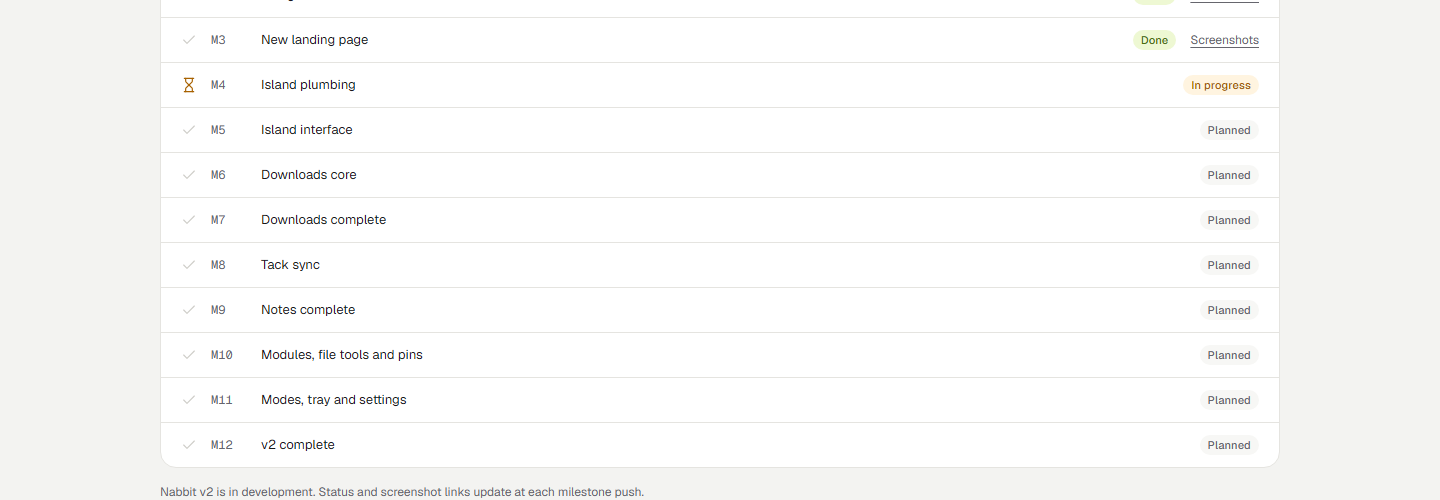 M3 New landing page Done Screenshots
M4 Island plumbing In progress
M5 Island interface Planned
M6 Downloads core Planned
M7 Downloads complete Planned
M8 Tack sync Planned
M9 Notes complete Planned
M10 Modules, file tools and pins Planned
M11 Modes, tray and settings Planned
M12 v2 complete Planned
Nabbit v2 is in development. Status and screenshot links update at each milestone push.